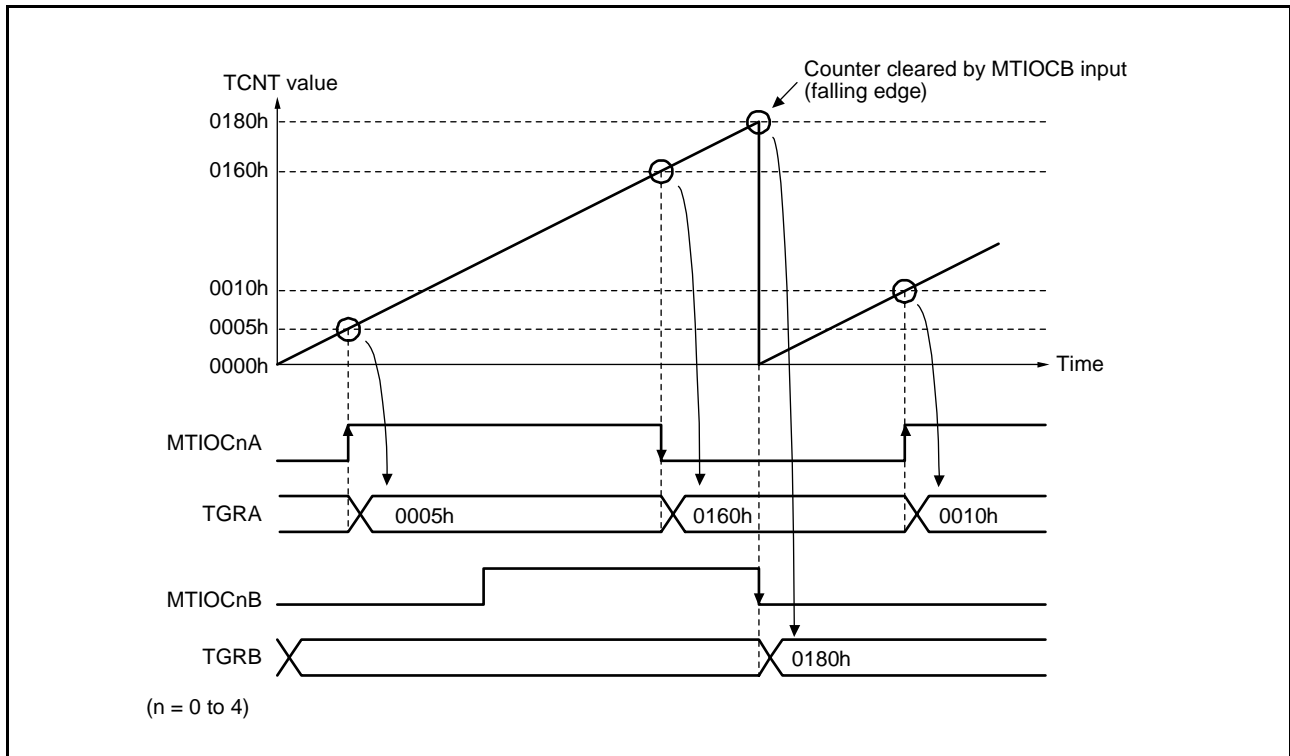 Counter cleared by MTIOCB input
(falling edge)
TCNT value
0180h
0160h
0010h
0005h
0000h
Time
MTIOCnA
TGRA
0005h
0160h
0010h
MTIOCnB
TGRB
0180h
(n = 0 to 4)